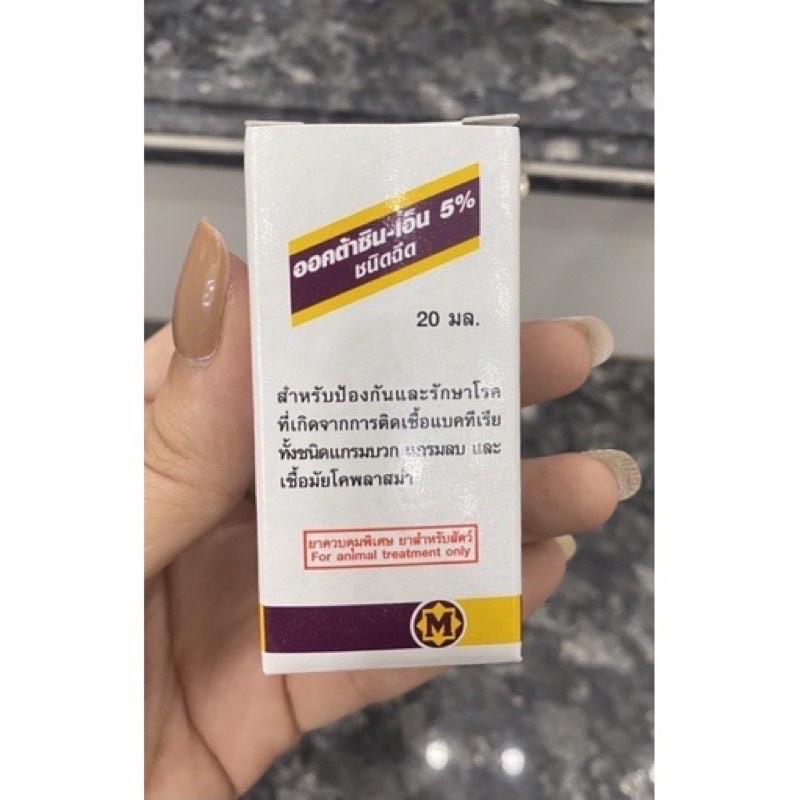 ออคต้าซิน-เอ็น 5%
ชนิดฉีด
20 มล.
สำหรับป้องกันและรักษาโรค
ที่เกิดจากการติดเชื้อแบคทีเรีย
ทั้งชนิดแกรมบวก แกรมลบ และ
เชื้อมัยโคพลาสม่า
ยาควบคุมพิเศษ ยาสำหรับสัตว์
For animal treatment only
M